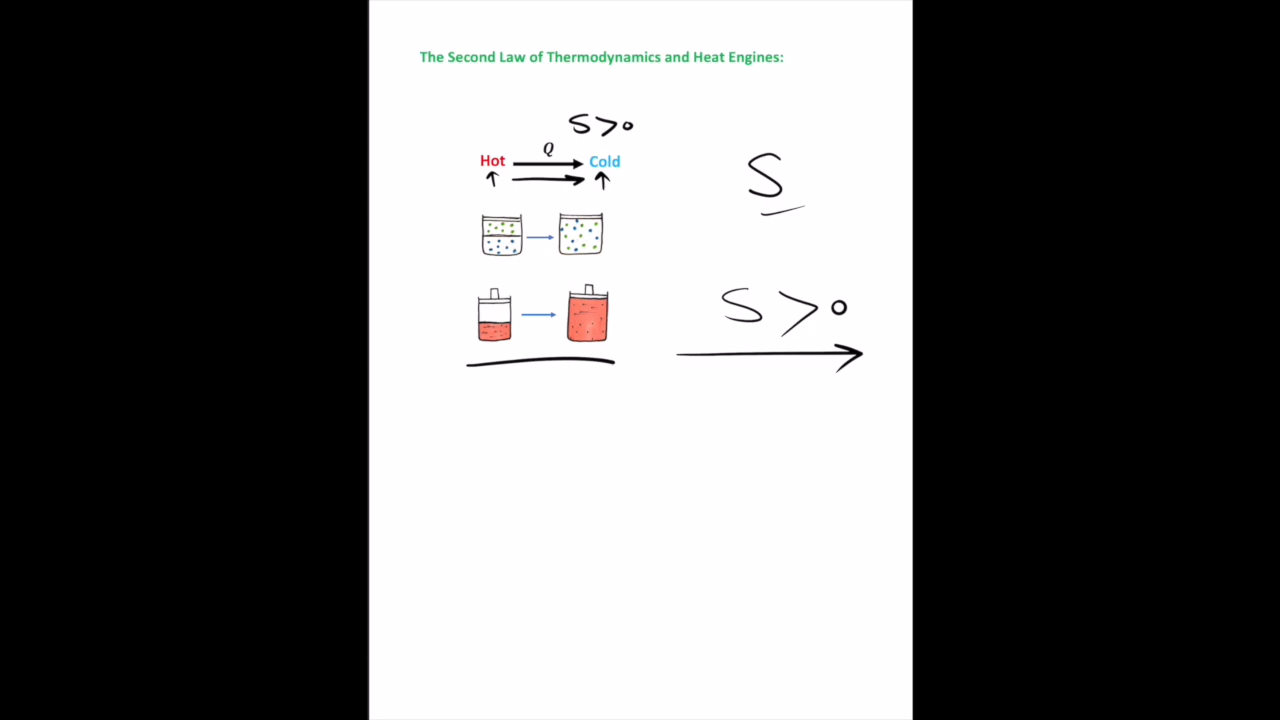 The Second Law of Thermodynamics and Heat Engines:
S > 0
Q
Hot Cold
S
S > 0